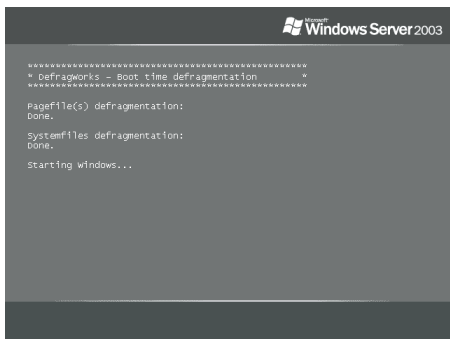 Microsoft
Windows Server 2003
**************************************************
* DefragWorks – Boot time defragmentation        *
**************************************************
Pagefile(s) defragmentation:
Done.
Systemfiles defragmentation:
Done.
Starting Windows...